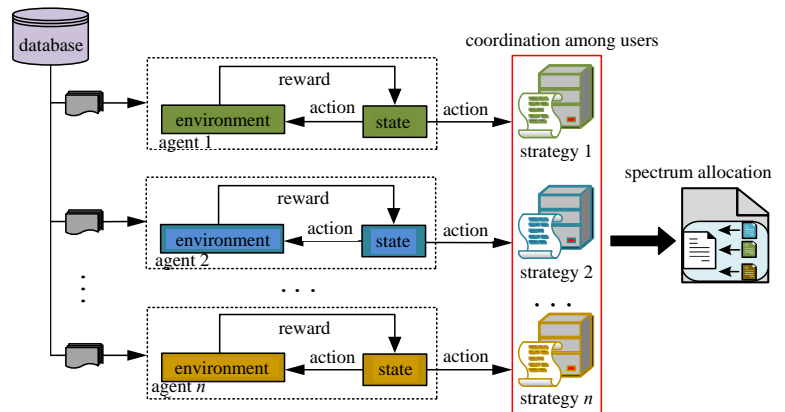 database
coordination among users
reward
environment
action
state
action
agent 1
strategy 1
spectrum allocation
reward
environment
action
state
action
agent 2
strategy 2
. . .
. . .
. . .
reward
environment
action
state
action
agent n
strategy n